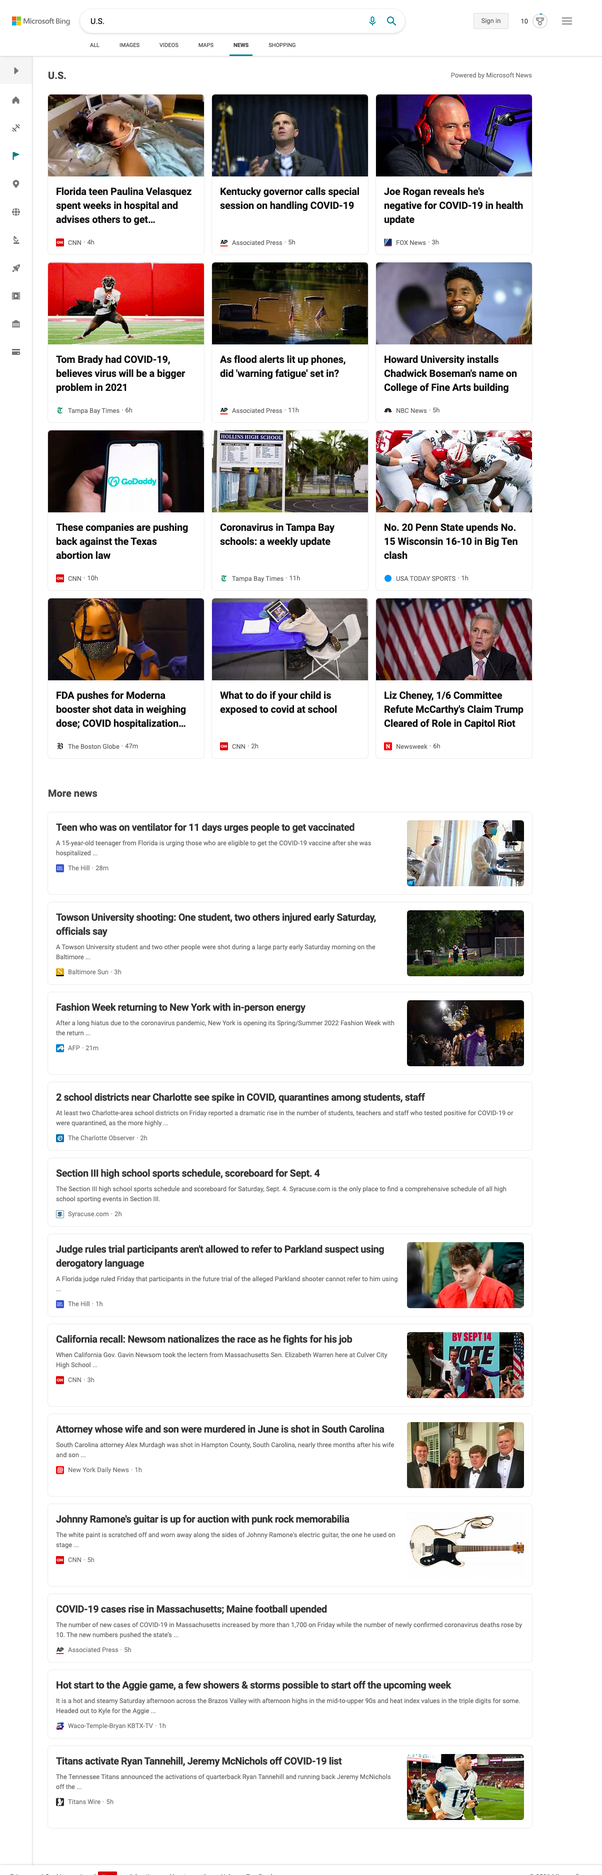 Microsoft Bing
U.S.
Sign in
10
ALL
IMAGES
VIDEOS
MAPS
NEWS
SHOPPING
U.S.
Powered by Microsoft News
Florida teen Paulina Velasquez
spent weeks in hospital and
advises others to get...
CNN · 4h
Kentucky governor calls special
session on handling COVID-19
AP Associated Press · 5h
Joe Rogan reveals he's
negative for COVID-19 in health
update
FOX News · 3h
Tom Brady had COVID-19,
believes virus will be a bigger
problem in 2021
Tampa Bay Times · 6h
As flood alerts lit up phones,
did 'warning fatigue' set in?
AP Associated Press · 11h
Howard University installs
Chadwick Boseman's name on
College of Fine Arts building
NBC News · 5h
GoDaddy
These companies are pushing
back against the Texas
abortion law
CNN · 10h
HOLLINS HIGH SCHOOL
Coronavirus in Tampa Bay
schools: a weekly update
Tampa Bay Times · 11h
No. 20 Penn State upends No.
15 Wisconsin 16-10 in Big Ten
clash
USA TODAY SPORTS · 1h
FDA pushes for Moderna
booster shot data in weighing
dose; COVID hospitalization...
B The Boston Globe · 47m
What to do if your child is
exposed to covid at school
CNN · 2h
Liz Cheney, 1/6 Committee
Refute McCarthy's Claim Trump
Cleared of Role in Capitol Riot
N Newsweek · 6h
More news
Teen who was on ventilator for 11 days urges people to get vaccinated
A 15-year-old teenager from Florida is urging those who are eligible to get the COVID-19 vaccine after she was
hospitalized ...
The Hill · 28m
Towson University shooting: One student, two others injured early Saturday,
officials say
A Towson University student and two other people were shot during a large party early Saturday morning on the
Baltimore ...
Baltimore Sun · 3h
Fashion Week returning to New York with in-person energy
After a long hiatus due to the coronavirus pandemic, New York is opening its Spring/Summer 2022 Fashion Week with
the return ...
AFP · 21m
2 school districts near Charlotte see spike in COVID, quarantines among students, staff
At least two Charlotte-area school districts on Friday reported a dramatic rise in the number of students, teachers and staff who tested positive for COVID-19 or
were quarantined, as the more highly ...
The Charlotte Observer · 2h
Section III high school sports schedule, scoreboard for Sept. 4
The Section III high school sports schedule and scoreboard for Saturday, Sept. 4. Syracuse.com is the only place to find a comprehensive schedule of all high
school sporting events in Section III.
S Syracuse.com · 2h
Judge rules trial participants aren't allowed to refer to Parkland suspect using
derogatory language
A Florida judge ruled Friday that participants in the future trial of the alleged Parkland shooter cannot refer to him using
...
The Hill · 1h
California recall: Newsom nationalizes the race as he fights for his job
When California Gov. Gavin Newsom took the lectern from Massachusetts Sen. Elizabeth Warren here at Culver City
High School ...
CNN · 3h
BY SEPT 14
VOTE
Attorney whose wife and son were murdered in June is shot in South Carolina
South Carolina attorney Alex Murdagh was shot in Hampton County, South Carolina, nearly three months after his wife
and son ...
New York Daily News · 1h
Johnny Ramone's guitar is up for auction with punk rock memorabilia
The white paint is scratched off and worn away along the sides of Johnny Ramone's electric guitar, the one he used on
stage ...
CNN · 5h
COVID-19 cases rise in Massachusetts; Maine football upended
The number of new cases of COVID-19 in Massachusetts increased by more than 1,700 on Friday while the number of newly confirmed coronavirus deaths rose by
10. The new numbers pushed the state's ...
AP Associated Press · 5h
Hot start to the Aggie game, a few showers & storms possible to start off the upcoming week
It is a hot and steamy Saturday afternoon across the Brazos Valley with afternoon highs in the mid-to-upper 90s and heat index values in the triple digits for some.
Headed out to Kyle for the Aggie ...
Waco-Temple-Bryan KBTX-TV · 1h
Titans activate Ryan Tannehill, Jeremy McNichols off COVID-19 list
The Tennessee Titans announced the activations of quarterback Ryan Tannehill and running back Jeremy McNichols
off the ...
Titans Wire · 5h
17